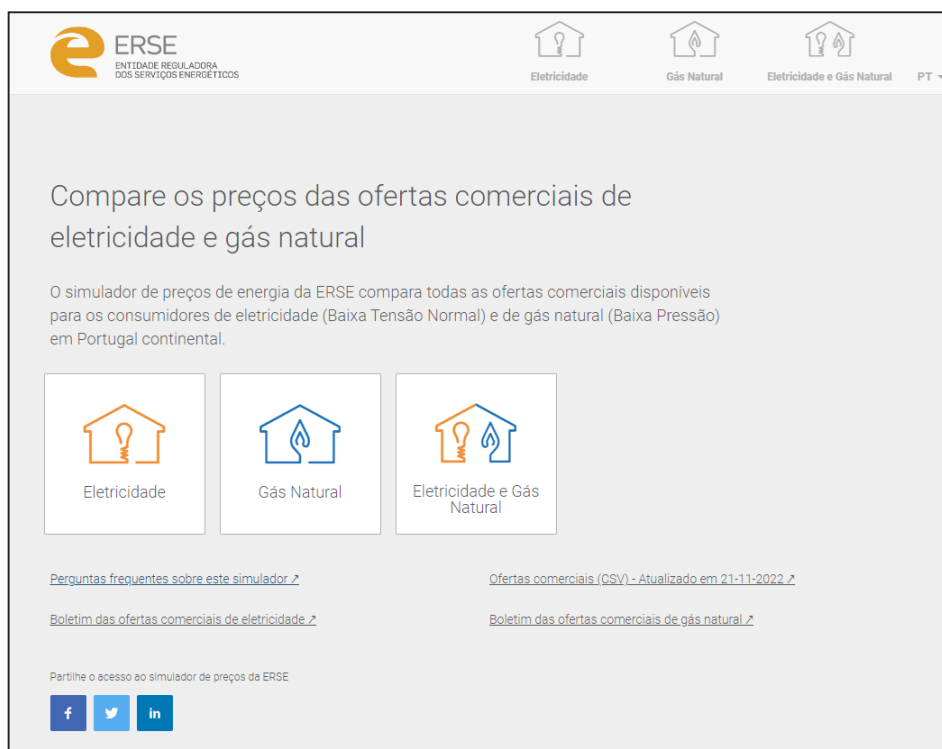 ERSE
ENTIDADE REGULADORA
DOS SERVIÇOS ENERGÉTICOS
Eletricidade
Gás Natural
Eletricidade e Gás Natural
PT
Compare os preços das ofertas comerciais de
eletricidade e gás natural
O simulador de preços de energia da ERSE compara todas as ofertas comerciais disponíveis
para os consumidores de eletricidade (Baixa Tensão Normal) e de gás natural (Baixa Pressão)
em Portugal continental.
Eletricidade
Gás Natural
Eletricidade e Gás
Natural
Perguntas frequentes sobre este simulador ↗
Ofertas comerciais (CSV) - Atualizado em 21-11-2022 ↗
Boletim das ofertas comerciais de eletricidade ↗
Boletim das ofertas comerciais de gás natural ↗
Partilhe o acesso ao simulador de preços da ERSE